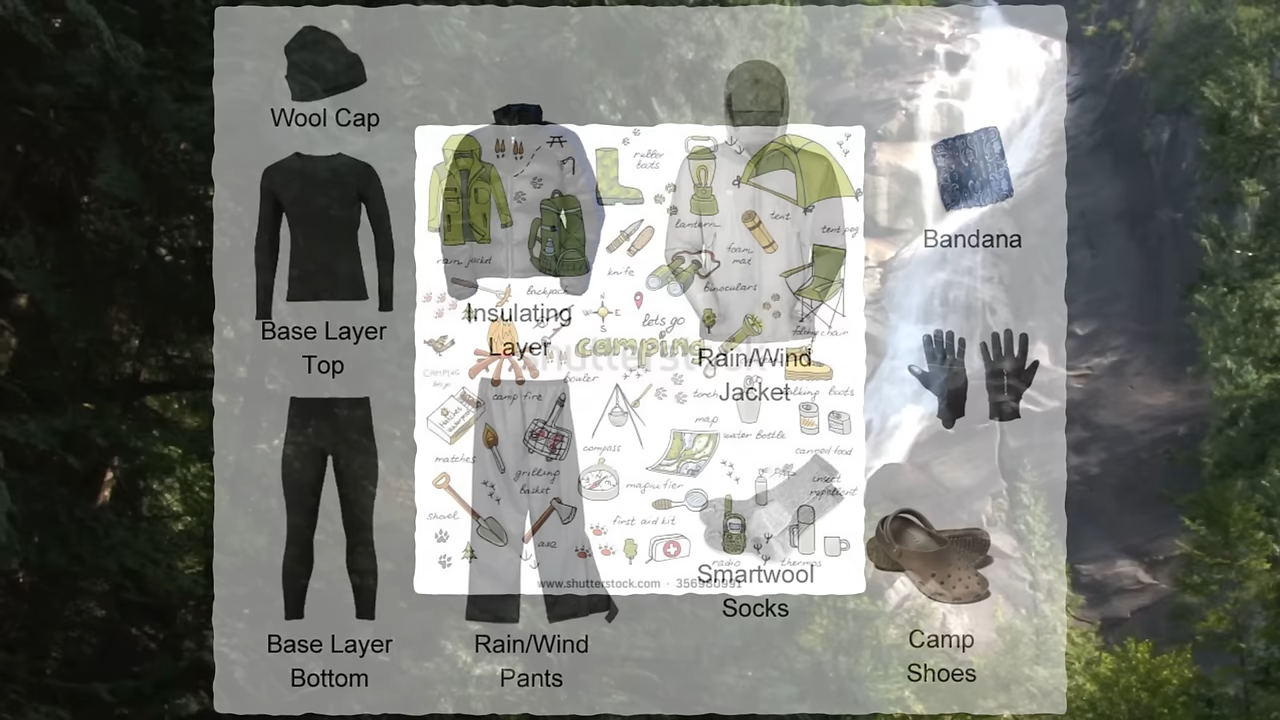 Wool Cap
Base Layer
Top
Base Layer
Bottom
Insulating
Layer
Rain/Wind
Jacket
Rain/Wind
Pants
Smartwool
Socks
Bandana
Camp
Shoes
rain jacket
backpack
rubber
boots
knife
lantern
foam
mat
tent
tent peg
binoculars
folding chair
let's go
camping
S
E
camp fire
matches
grilling
basket
compass
map
torch
water bottle
canned food
magnifier
insect
repellent
shovel
axe
first aid kit
radio
thermos
www.shutterstock.com